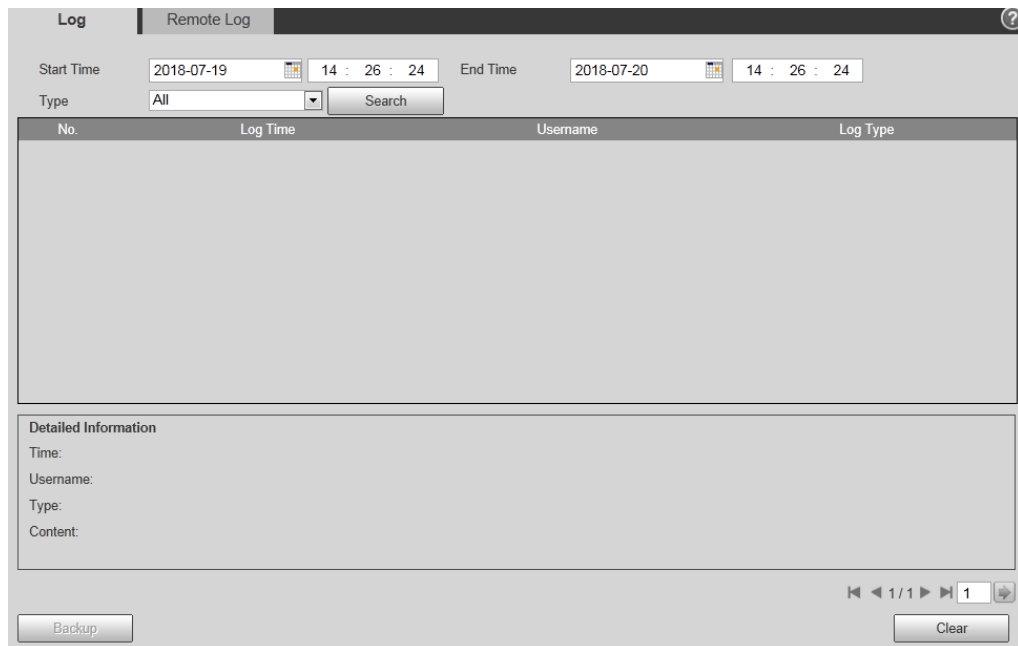 Log Remote Log ?
Start Time 2018-07-19 14 : 26 : 24 End Time 2018-07-20 14 : 26 : 24
Type All Search
No. Log Time Username Log Type
Detailed Information
Time:
Username:
Type:
Content:
1 / 1 1
Backup Clear